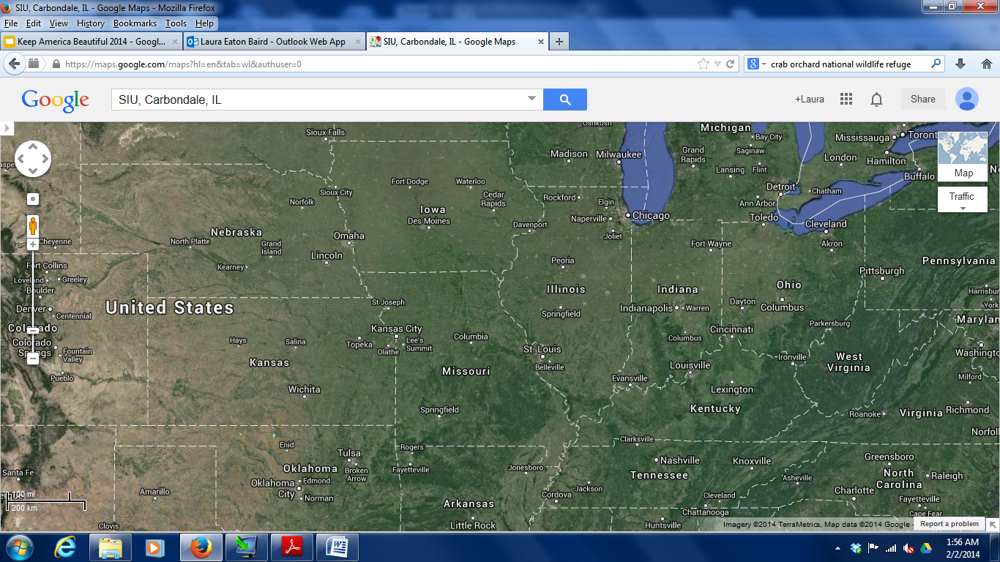 SIU, Carbondale, IL - Google Maps - Mozilla Firefox
File Edit View History Bookmarks Tools Help
Keep America Beautiful 2014 - Googl... Laura Eaton Baird - Outlook Web App SIU, Carbondale, IL - Google Maps
https://maps.google.com/maps?hl=en&tab=wl&authuser=0 crab orchard national wildlife refuge
Google SIU, Carbondale, IL +Laura Share
Sioux Falls
Oshkosh
Michigan
Bay City
Mississauga
Toront
Madison
Milwaukee
Grand Rapids
Saginaw
London
Hamilton
Lansing
Flint
Buffalo
Map
Traffic
Fort Dodge
Waterloo
Sioux City
Norfolk
Cedar Rapids
Rockford
Elgin
Detroit
Chatham
Ann Arbor
Iowa
Des Moines
Davenport
Naperville
Chicago
Joliet
Toledo
Cleveland
Akron
Cheyenne
North Platte
Nebraska
Grand Island
Omaha
Lincoln
Kearney
Fort Wayne
Peoria
Pennsylvania
Pittsburgh
Fort Collins
Loveland
Greeley
Boulder
Denver
Centennial
United States
St Joseph
Illinois
Springfield
Indiana
Indianapolis
Warren
Ohio
Dayton
Columbus
Harrisbur
York
Marylan
Colorado
Colorado Springs
Fountain Valley
Pueblo
Hays
Salina
Kansas
Topeka
Kansas City
Olathe
Lee's Summit
Columbia
Missouri
St. Louis
Belleville
Columbus
Cincinnati
Parkersburg
Washingto
Louisville
Ironville
West Virginia
Evansville
Lexington
Milford
Wichita
Springfield
Kentucky
Roanoke
Virginia
Richmond
Norfol
Enid
Tulsa
Rogers
Clarksville
Oklahoma
Broken Arrow
Fayetteville
Jonesboro
Nashville
Knoxville
Greensboro
Santa Fe
Oklahoma City
Edmond
Norman
Tennessee
Asheville
North Carolina
Raleigh
Amarillo
Jackson
Cordova
Cleveland
Charlotte
Chattanooga
Fayetteville
Cape Fear
100 mi
200 km
Arkansas
Little Rock
Clovis
Huntsville
Imagery ©2014 TerraMetrics, Map data ©2014 Google - Report a problem
1:56 AM
2/2/2014